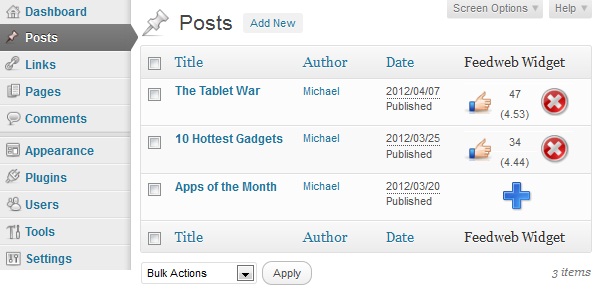 Screen Options Help
Dashboard
Posts
Links
Pages
Comments
Appearance
Plugins
Users
Tools
Settings
Posts Add New
Title Author Date Feedweb Widget
The Tablet War Michael 2012/04/07 47
Published (4.53)
10 Hottest Gadgets Michael 2012/03/25 34
Published (4.44)
Apps of the Month Michael 2012/03/20
Published
Title Author Date Feedweb Widget
Bulk Actions Apply 3 items